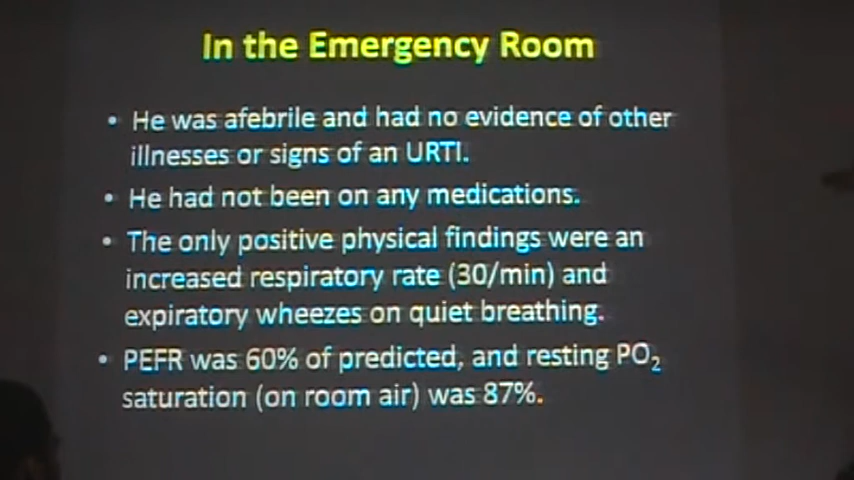 In the Emergency Room
• He was afebrile and had no evidence of other
illnesses or signs of an URTI.
• He had not been on any medications.
• The only positive physical findings were an
increased respiratory rate (30/min) and
expiratory wheezes on quiet breathing.
• PEFR was 60% of predicted, and resting PO₂
saturation (on room air) was 87%.